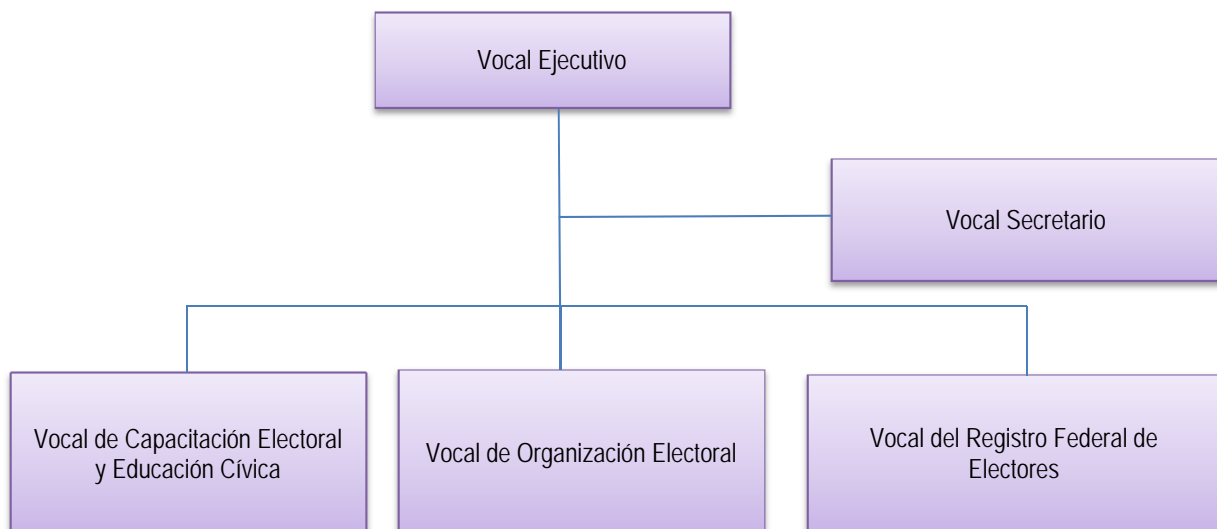 Vocal Ejecutivo
Vocal Secretario
Vocal de Capacitación Electoral
y Educación Cívica
Vocal de Organización Electoral
Vocal del Registro Federal de
Electores